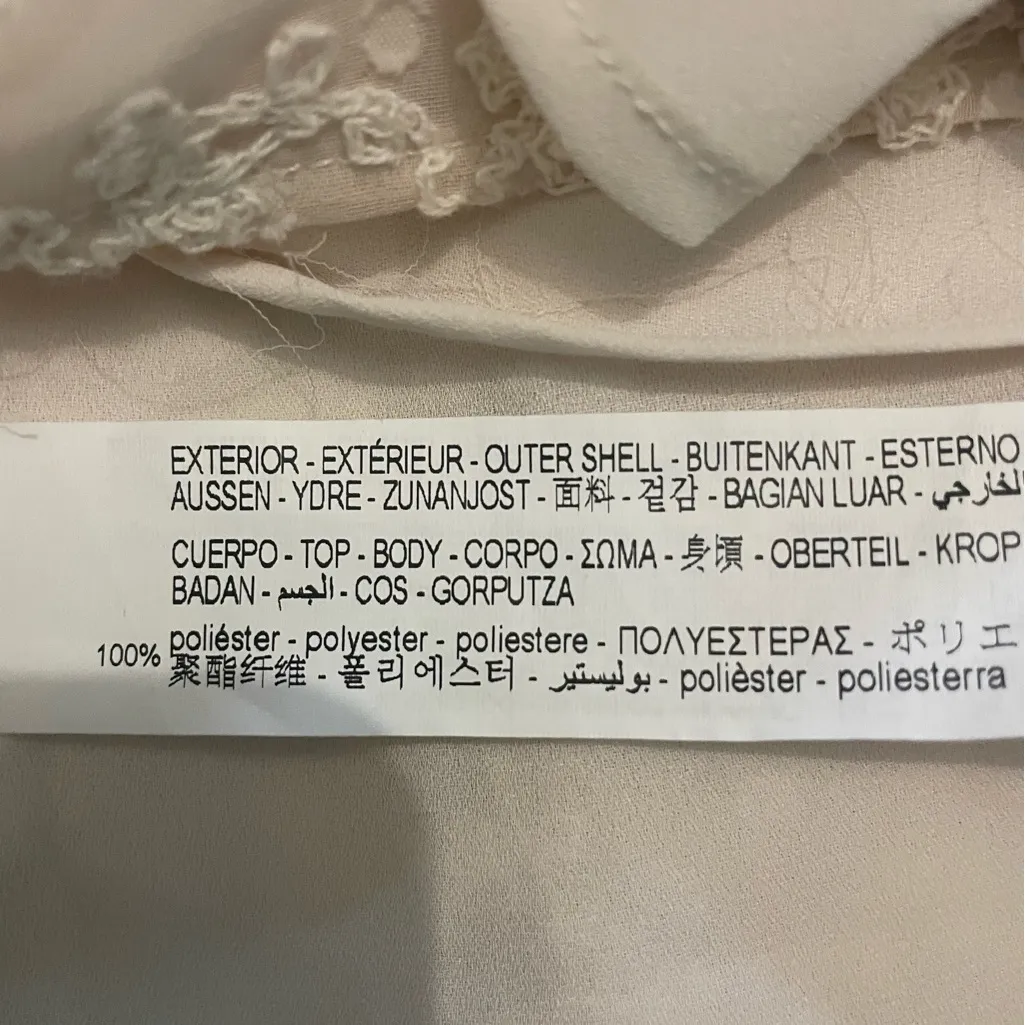 EXTERIOR - EXTÉRIEUR - OUTER SHELL - BUITENKANT - ESTERNO
AUSSEN - YDRE - ZUNANJOST - 面料 - 겉감 - BAGIAN LUAR - الخارجي
CUERPO - TOP - BODY - CORPO - ΣΩΜΑ - 身頃 - OBERTEIL - KROP
BADAN - الجسم - COS - GORPUTZA
100% poliéster - polyester - poliestere - ΠΟΛΥΕΣΤΕΡΑΣ - ポリエ
聚酯纤维 - 폴리에스터 - بوليستير - polièster - poliesterra